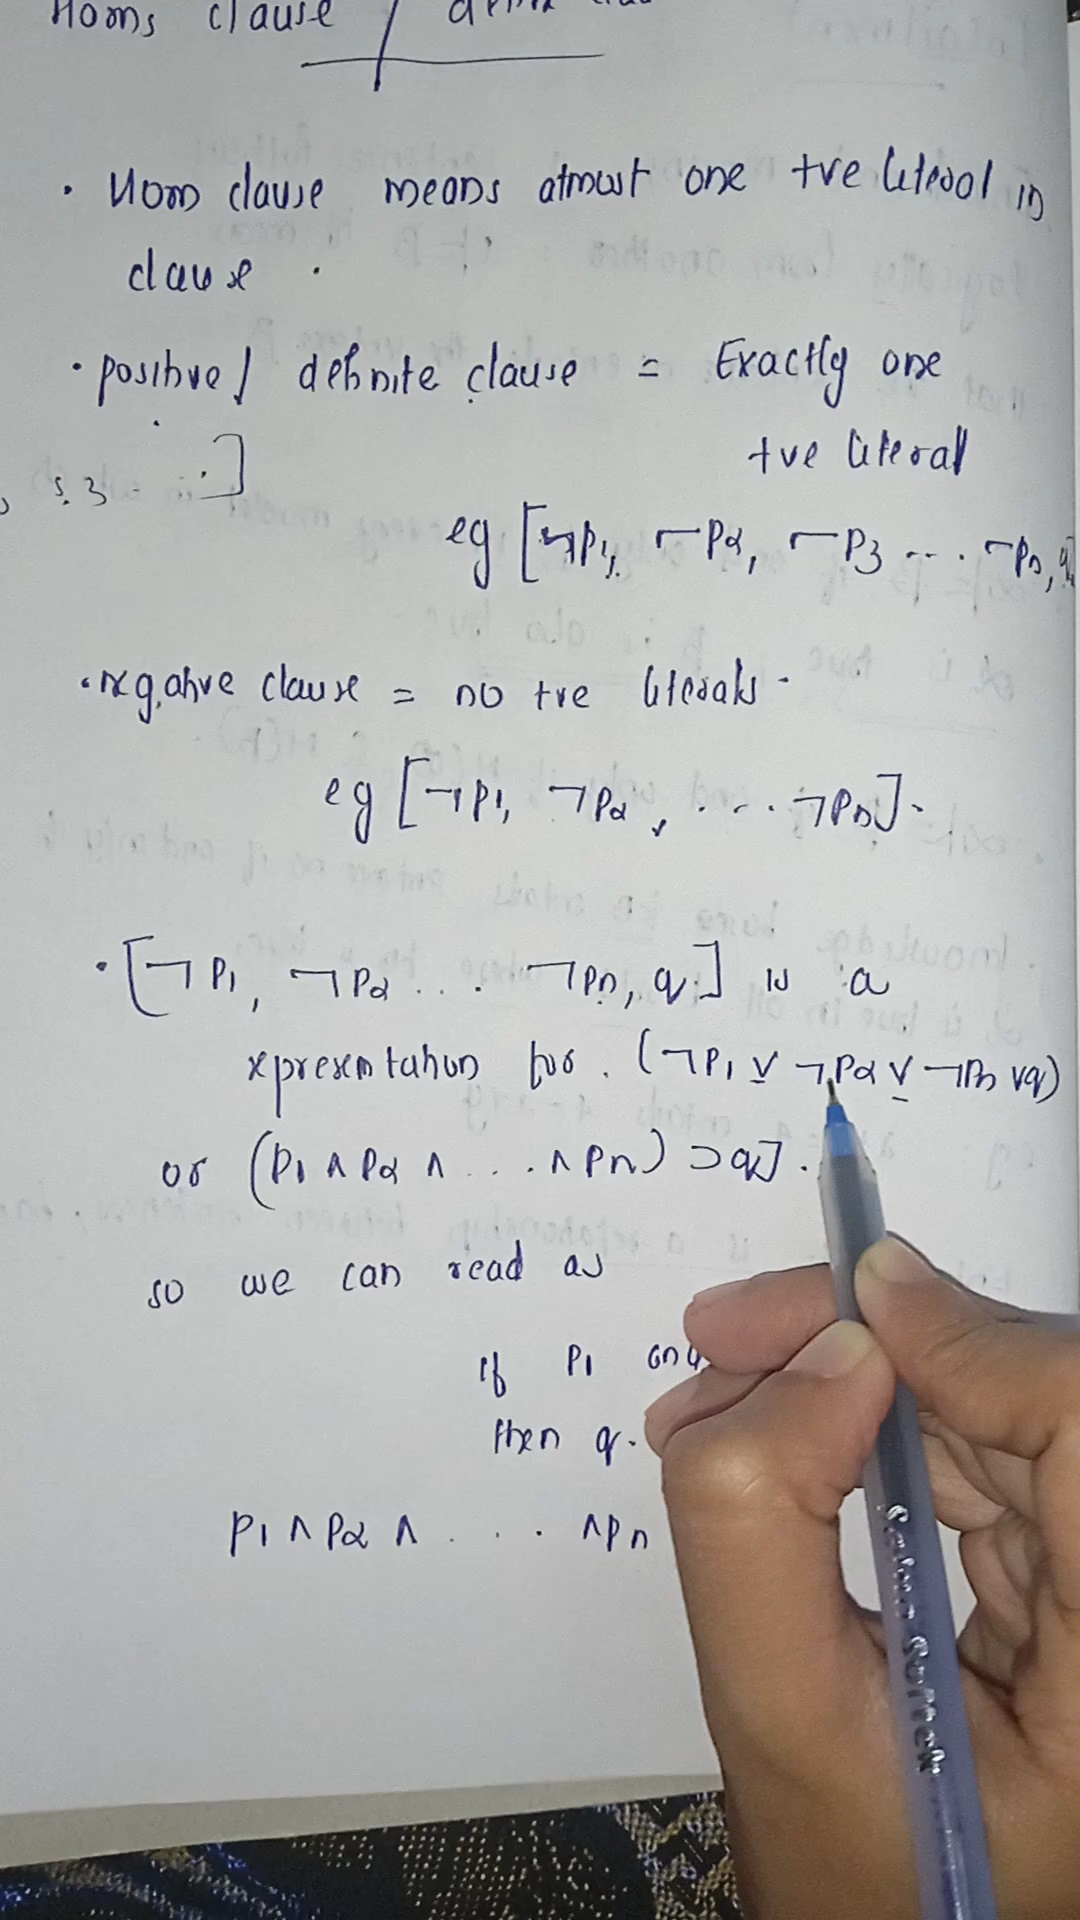 Horns clause /
• Horn clause means atmost one +ve literal in
clause .
• positive / definite clause = Exactly one
+ve literal
eg [¬P1, ¬P2, ¬P3 ... ¬Pn, q]
• negative clause = no +ve literals -
eg [¬P1, ¬P2, .... ¬Pn].
• [¬P1, ¬P2 ... ¬Pn, q] is a
representation for. (¬P1 ∨ ¬P2 ∨ ¬Pn ∨q)
or (P1 ∧ P2 ∧ ... ∧ Pn) ⊃ q].
so we can read as
If P1 and
then q.
P1 ∧ P2 ∧ . . . . ∧Pn